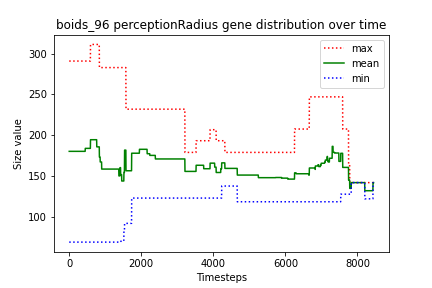 boids_96 perceptionRadius gene distribution over time
max
mean
min
Size value
300
250
200
150
100
0
2000
4000
6000
8000
Timesteps